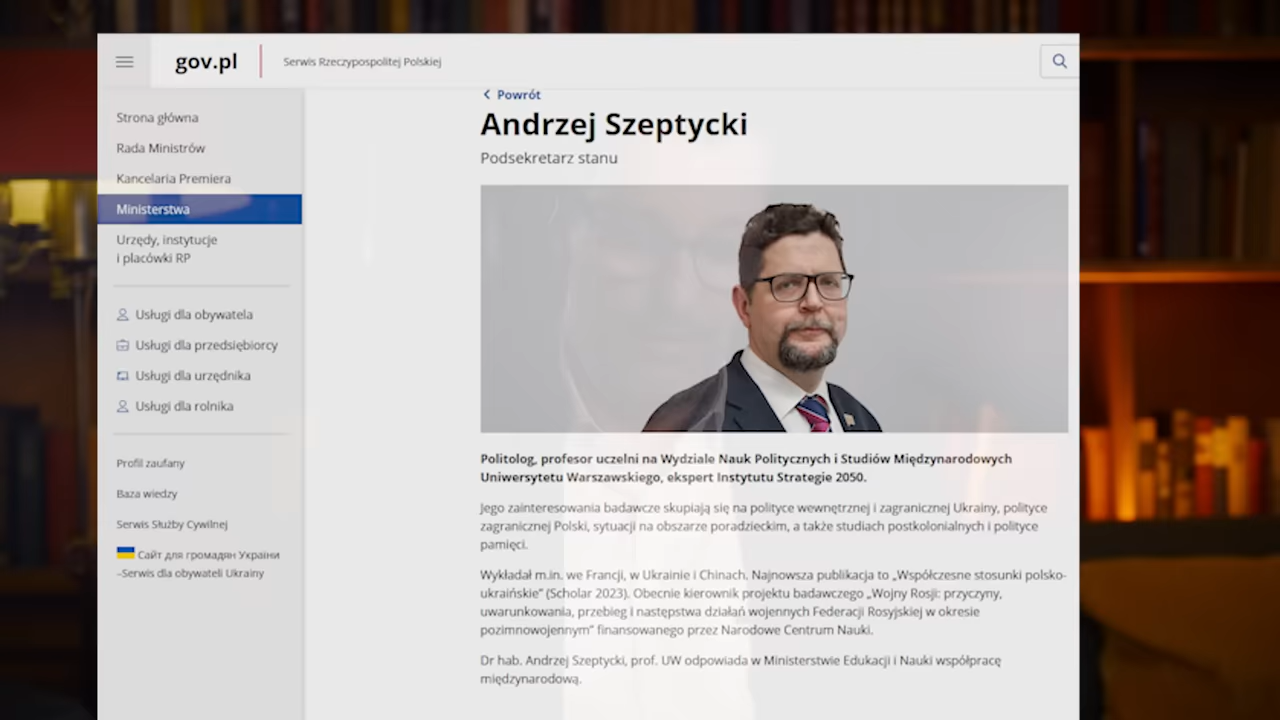 gov.pl
Serwis Rzeczypospolitej Polskiej
Strona główna
Rada Ministrów
Kancelaria Premiera
Ministerstwa
Urzędy, instytucje
i placówki RP
Usługi dla obywatela
Usługi dla przedsiębiorcy
Usługi dla urzędnika
Usługi dla rolnika
Profil zaufany
Baza wiedzy
Serwis Służby Cywilnej
Сайт для громадян України
–Serwis dla obywateli Ukrainy
Powrót
Andrzej Szeptycki
Podsekretarz stanu
Politolog, profesor uczelni na Wydziale Nauk Politycznych i Studiów Międzynarodowych
Uniwersytetu Warszawskiego, ekspert Instytutu Strategie 2050.
Jego zainteresowania badawcze skupiają się na polityce wewnętrznej i zagranicznej Ukrainy, polityce
zagranicznej Polski, sytuacji na obszarze poradzieckim, a także studiach postkolonialnych i polityce
pamięci.
Wykładał m.in. we Francji, w Ukrainie i Chinach. Najnowsza publikacja to „Współczesne stosunki polsko-
ukraińskie” (Scholar 2023). Obecnie kierownik projektu badawczego „Wojny Rosji: przyczyny,
uwarunkowania, przebieg i następstwa działań wojennych Federacji Rosyjskiej w okresie
pozimnowojennym” finansowanego przez Narodowe Centrum Nauki.
Dr hab. Andrzej Szeptycki, prof. UW odpowiada w Ministerstwie Edukacji i Nauki współpracę
międzynarodową.